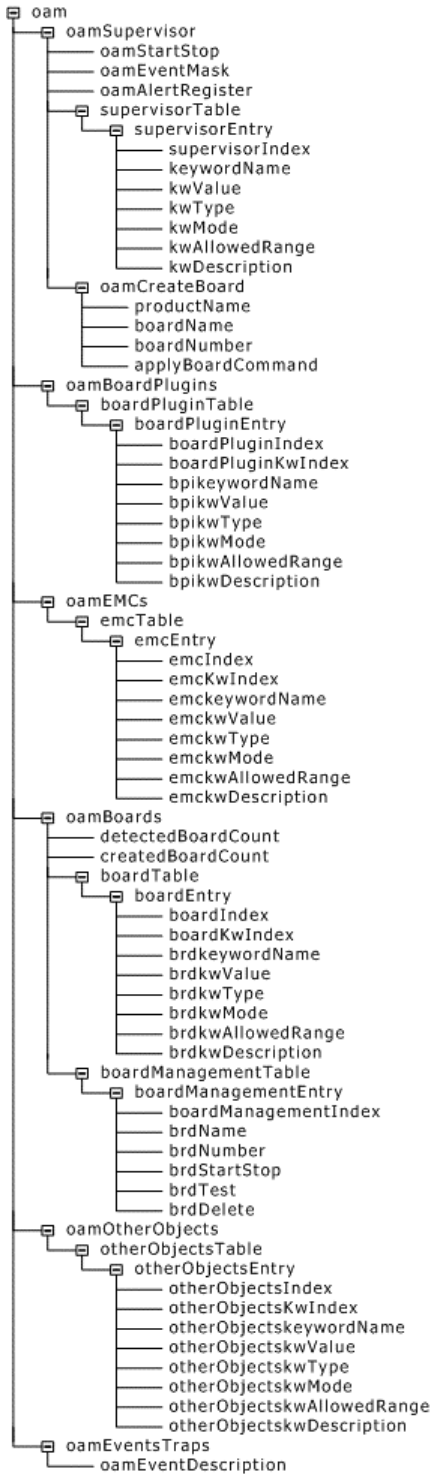 oam
oamSupervisor
oamStartStop
oamEventMask
oamAlertRegister
supervisorTable
supervisorEntry
supervisorIndex
keywordName
kwValue
kwType
kwMode
kwAllowedRange
kwDescription
oamCreateBoard
productName
boardName
boardNumber
applyBoardCommand
oamBoardPlugins
boardPluginTable
boardPluginEntry
boardPluginIndex
boardPluginKwIndex
bpikeywordName
bpikwValue
bpikwType
bpikwMode
bpikwAllowedRange
bpikwDescription
oamEMCs
emcTable
emcEntry
emcIndex
emcKwIndex
emckeywordName
emckwValue
emckwType
emckwMode
emckwAllowedRange
emckwDescription
oamBoards
detectedBoardCount
createdBoardCount
boardTable
boardEntry
boardIndex
boardKwIndex
brdkeywordName
brdkwValue
brdkwType
brdkwMode
brdkwAllowedRange
brdkwDescription
boardManagementTable
boardManagementEntry
boardManagementIndex
brdName
brdNumber
brdStartStop
brdTest
brdDelete
oamOtherObjects
otherObjectsTable
otherObjectsEntry
otherObjectsIndex
otherObjectsKwIndex
otherObjectskeywordName
otherObjectskwValue
otherObjectskwType
otherObjectskwMode
otherObjectskwAllowedRange
otherObjectskwDescription
oamEventsTraps
oamEventDescription